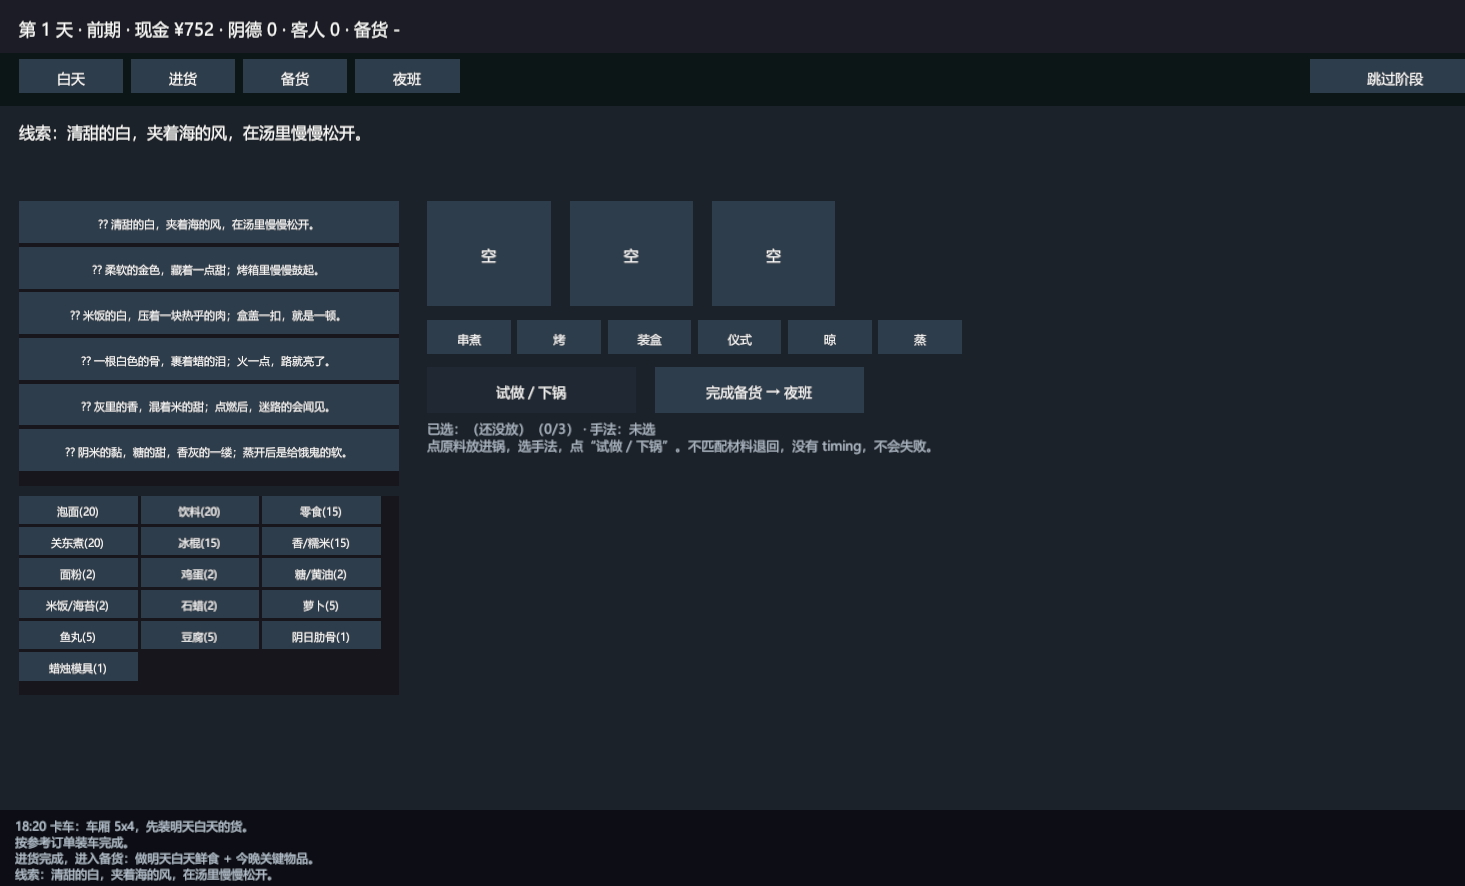 第 1 天 · 前期 · 现金 ¥752 · 阴德 0 · 客人 0 · 备货 -
白天 进货 备货 夜班 跳过阶段
线索：清甜的白，夹着海的风，在汤里慢慢松开。
?? 清甜的白，夹着海的风，在汤里慢慢松开。
?? 柔软的金色，藏着一点甜；烤箱里慢慢鼓起。
?? 米饭的白，压着一块热乎的肉；盒盖一扣，就是一顿。
?? 一根白色的骨，裹着蜡的泪；火一点，路就亮了。
?? 灰里的香，混着米的甜；点燃后，迷路的会闻见。
?? 阴米的黏，糖的甜，香灰的一缕；蒸开后是给饿鬼的软。
空 空 空
串煮 烤 装盒 仪式 晾 蒸
试做 / 下锅 完成备货 → 夜班
已选：（还没放）（0/3） · 手法：未选
点原料放进锅，选手法，点“试做 / 下锅”。不匹配材料退回，没有 timing，不会失败。
泡面(20) 饮料(20) 零食(15)
关东煮(20) 冰棍(15) 香/糯米(15)
面粉(2) 鸡蛋(2) 糖/黄油(2)
米饭/海苔(2) 石蜡(2) 萝卜(5)
鱼丸(5) 豆腐(5) 阴日肋骨(1)
蜡烛模具(1)
18:20 卡车：车厢 5x4，先装明天白天的货。
按参考订单装车完成。
进货完成，进入备货：做明天白天鲜食 + 今晚关键物品。
线索：清甜的白，夹着海的风，在汤里慢慢松开。